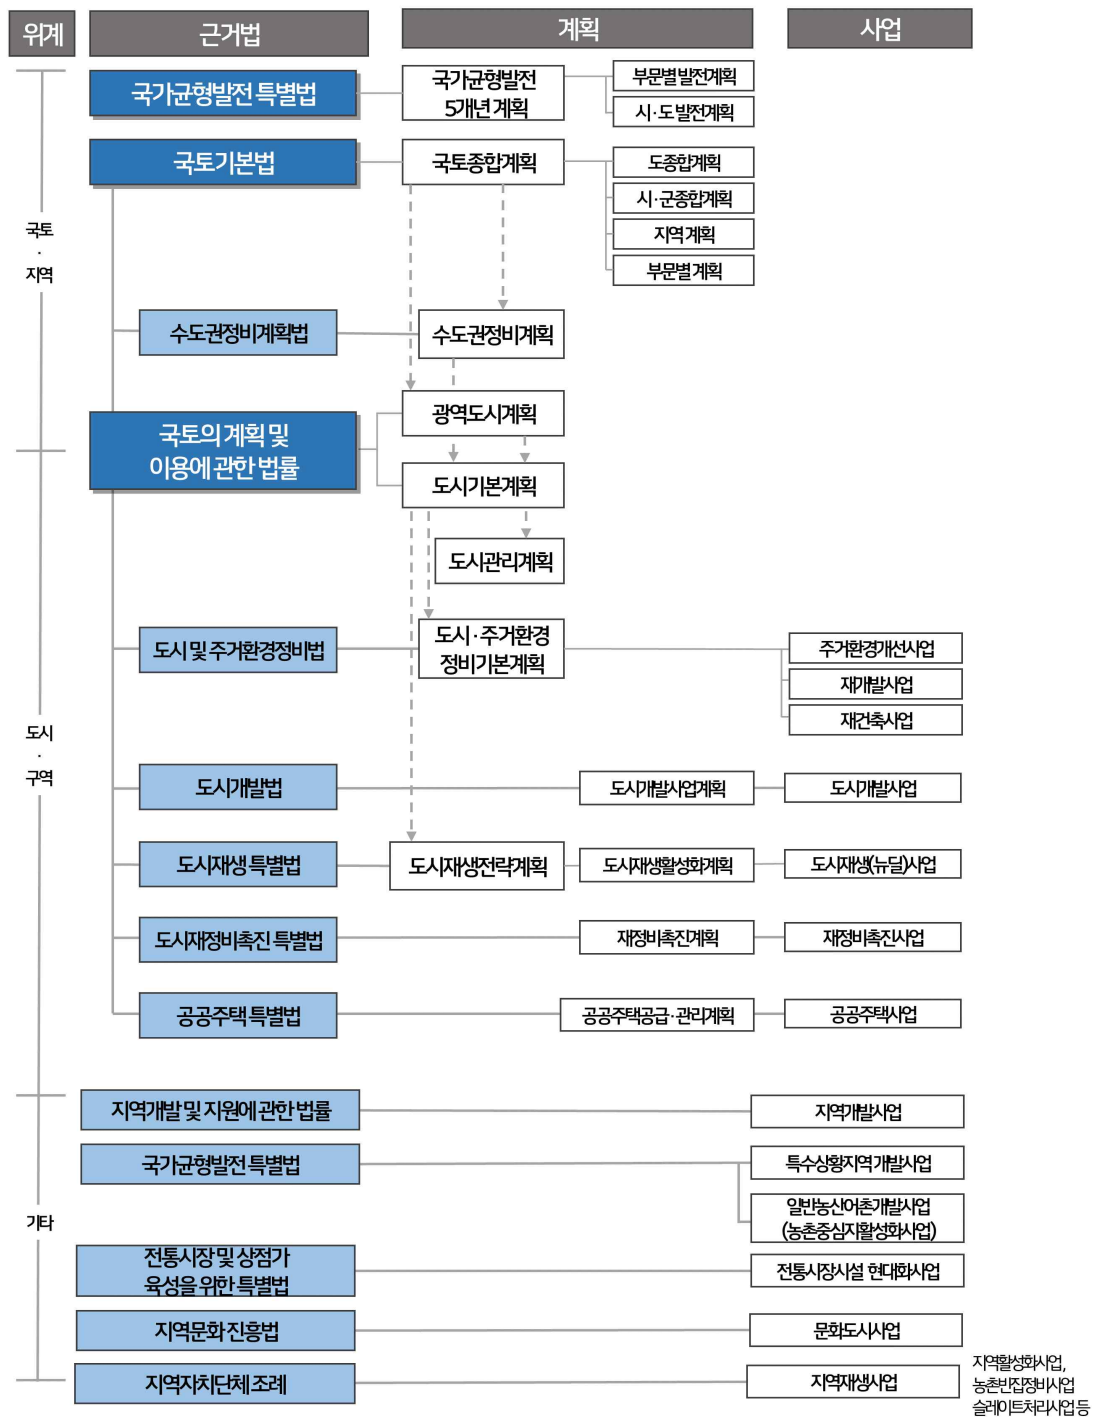 위계
근거법
계획
사업
국가균형발전 특별법
국가균형발전
5개년 계획
부문별 발전계획
시·도 발전계획
국토기본법
국토종합계획
도종합계획
시·군종합계획
지역 계획
부문별 계획
국토
·
지역
수도권정비계획법
수도권정비계획
광역도시계획
국토의 계획 및
이용에 관한 법률
도시기본계획
도시관리계획
도시 및 주거환경정비법
도시·주거환경
정비기본계획
주거환경개선사업
재개발사업
재건축사업
도시
·
구역
도시개발법
도시개발사업계획
도시개발사업
도시재생 특별법
도시재생전략계획
도시재생활성화계획
도시재생(뉴딜)사업
도시재정비촉진 특별법
재정비촉진계획
재정비촉진사업
공공주택 특별법
공공주택공급·관리계획
공공주택사업
지역개발 및 지원에 관한 법률
지역개발사업
국가균형발전 특별법
특수상황지역 개발사업
일반농산어촌개발사업
(농촌중심지활성화사업)
기타
전통시장 및 상점가
육성을 위한 특별법
전통시장시설 현대화사업
지역문화 진흥법
문화도시사업
지역자치단체 조례
지역재생사업
지역활성화사업,
농촌빈집정비사업
슬레이트처리사업 등